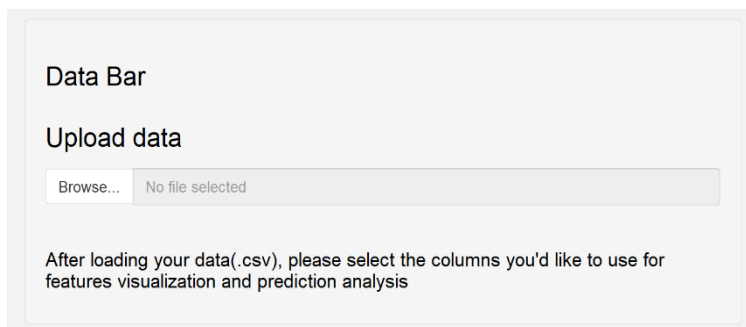 Data Bar
Upload data
Browse... No file selected
After loading your data(.csv), please select the columns you'd like to use for
features visualization and prediction analysis